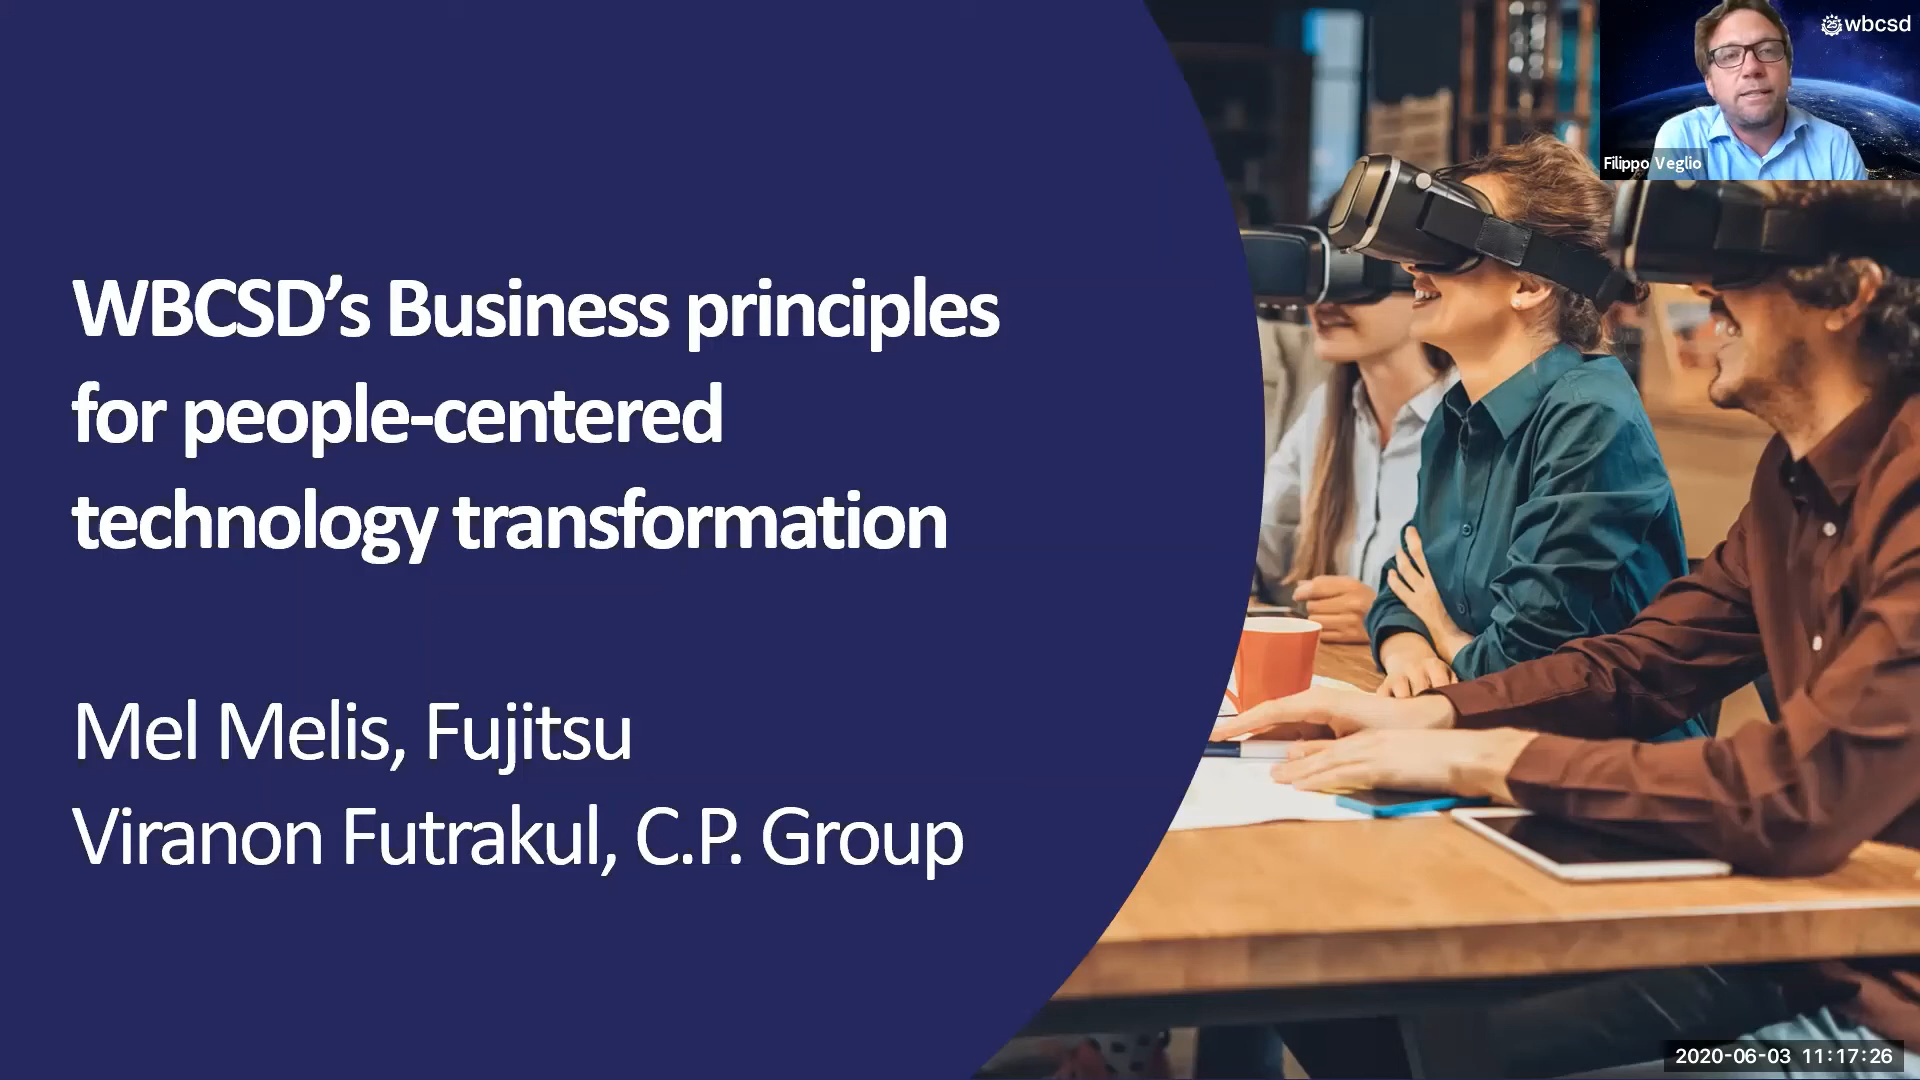 wbcsd
Filippo Veglio
WBCSD's Business principles
for people-centered
technology transformation
Mel Melis, Fujitsu
Viranon Futrakul, C.P. Group
2020-06-03 11:17:26